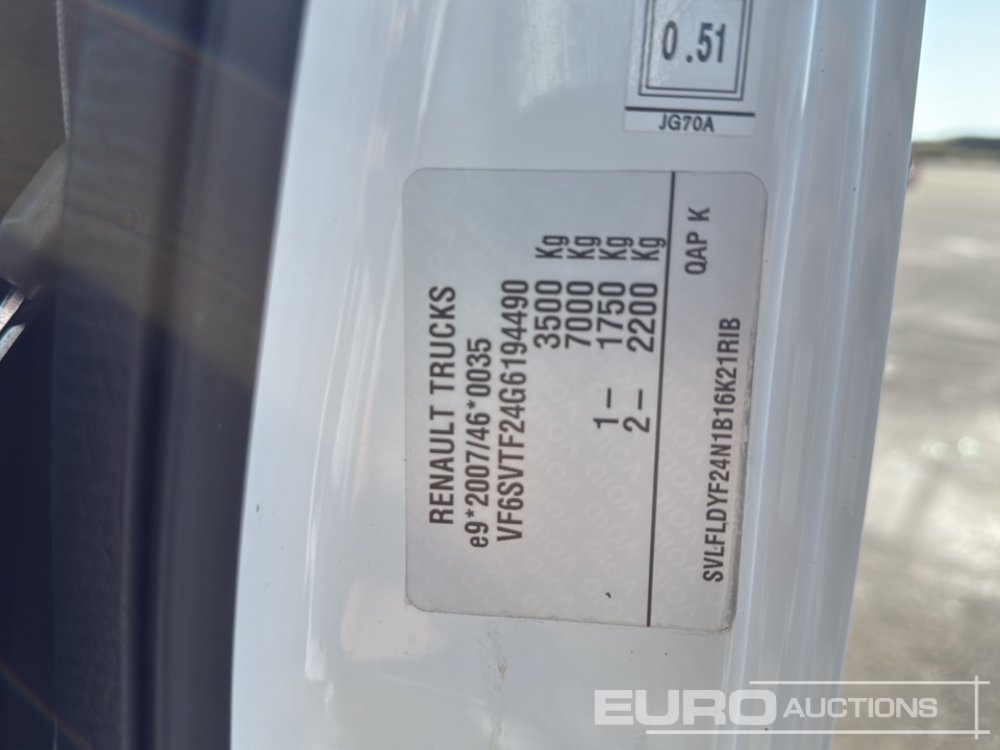 0.51
JG70A
RENAULT TRUCKS
e9*2007/46*0035
VF6SVTF24G6194490
3500 Kg
7000 Kg
1– 1750 Kg
2– 2200 Kg
QAP K
SVLFLDYF24N1B16K21RIB
EURO AUCTIONS